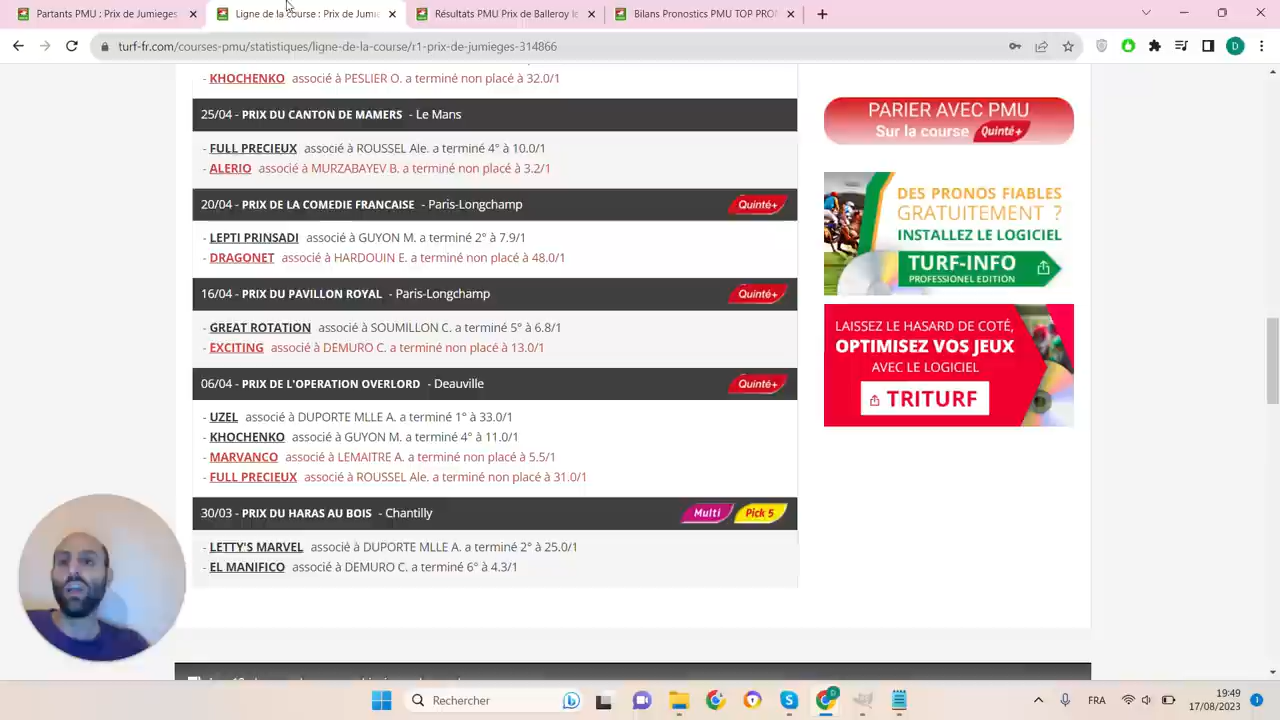 Partants PMU : Prix de Jumieges
Ligne de la course : Prix de Jum
Résultats PMU Prix de Balleroy l
Bilans Pronostics PMU TOP PRO
turf-fr.com/courses-pmu/statistiques/ligne-de-la-course/r1-prix-de-jumieges-314866
D
- KHOCHENKO associé à PESLIER O. a terminé non placé à 32.0/1
25/04 - PRIX DU CANTON DE MAMERS - Le Mans
- FULL PRECIEUX associé à ROUSSEL Ale. a terminé 4° à 10.0/1
- ALERIO associé à MURZABAYEV B. a terminé non placé à 3.2/1
20/04 - PRIX DE LA COMEDIE FRANCAISE - Paris-Longchamp Quinté+
- LEPTI PRINSADI associé à GUYON M. a terminé 2° à 7.9/1
- DRAGONET associé à HARDOUIN E. a terminé non placé à 48.0/1
16/04 - PRIX DU PAVILLON ROYAL - Paris-Longchamp Quinté+
- GREAT ROTATION associé à SOUMILLON C. a terminé 5° à 6.8/1
- EXCITING associé à DEMURO C. a terminé non placé à 13.0/1
06/04 - PRIX DE L'OPERATION OVERLORD - Deauville Quinté+
- UZEL associé à DUPORTE MLLE A. a terminé 1° à 33.0/1
- KHOCHENKO associé à GUYON M. a terminé 4° à 11.0/1
- MARVANCO associé à LEMAITRE A. a terminé non placé à 5.5/1
- FULL PRECIEUX associé à ROUSSEL Ale. a terminé non placé à 31.0/1
30/03 - PRIX DU HARAS AU BOIS - Chantilly Multi Pick 5
- LETTY'S MARVEL associé à DUPORTE MLLE A. a terminé 2° à 25.0/1
- EL MANIFICO associé à DEMURO C. a terminé 6° à 4.3/1
PARIER AVEC PMU
Sur la course Quinté+
DES PRONOS FIABLES
GRATUITEMENT ?
INSTALLEZ LE LOGICIEL
TURF-INFO
PROFESSIONEL EDITION
LAISSEZ LE HASARD DE COTÉ,
OPTIMISEZ VOS JEUX
AVEC LE LOGICIEL
TRITURF
Rechercher
FRA
19:49
17/08/2023